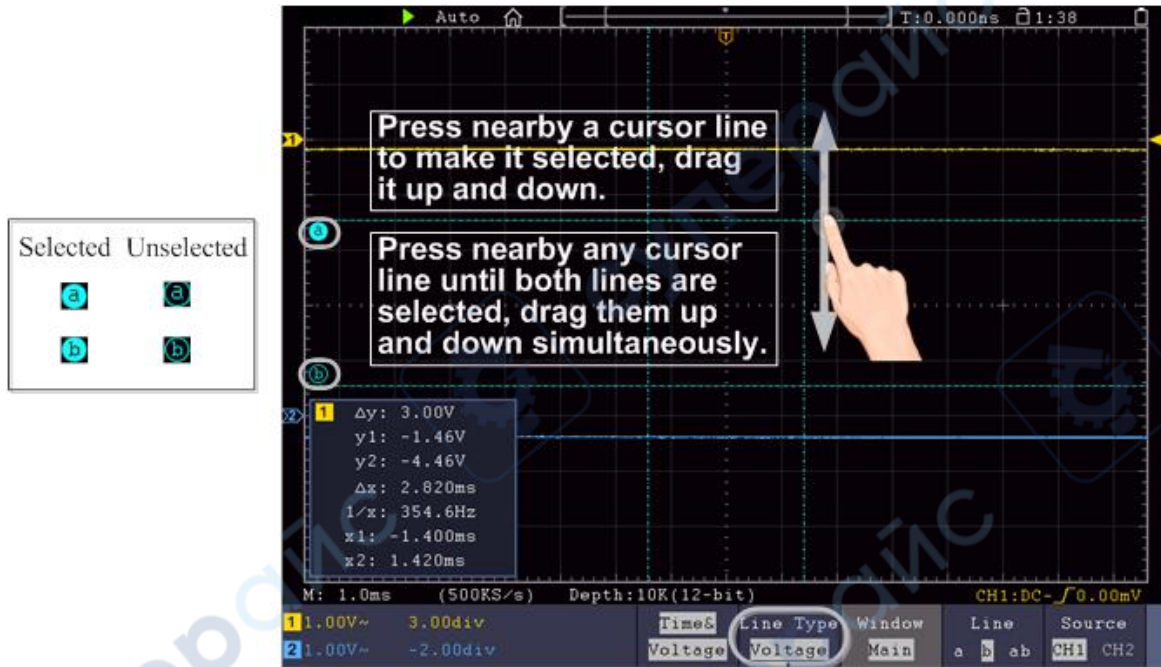 Auto T:0.000ns 1:38
T
1
Press nearby a cursor line
to make it selected, drag
it up and down.
Selected Unselected
a a
b b
a
Press nearby any cursor
line until both lines are
selected, drag them up
and down simultaneously.
b
2
1 Δy: 3.00V
y1: -1.46V
y2: -4.46V
Δx: 2.820ms
1/x: 354.6Hz
x1: -1.400ms
x2: 1.420ms
M: 1.0ms (500KS/s) Depth:10K(12-bit) CH1:DC-ʃ0.00mV
1 1.00V~ 3.00div
2 1.00V~ -2.00div
Time& Line Type Window Line Source
Voltage Voltage Main a b ab CH1 CH2
суперайс